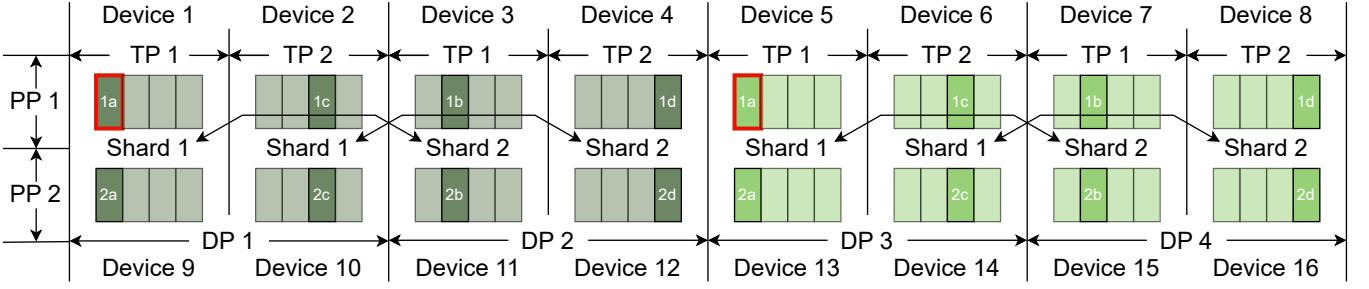 Device 1 Device 2 Device 3 Device 4 Device 5 Device 6 Device 7 Device 8
TP 1 TP 2 TP 1 TP 2 TP 1 TP 2 TP 1 TP 2
PP 1 1a 1c 1b 1d 1a 1c 1b 1d
Shard 1 Shard 1 Shard 2 Shard 2 Shard 1 Shard 1 Shard 2 Shard 2
PP 2 2a 2c 2b 2d 2a 2c 2b 2d
DP 1 DP 2 DP 3 DP 4
Device 9 Device 10 Device 11 Device 12 Device 13 Device 14 Device 15 Device 16